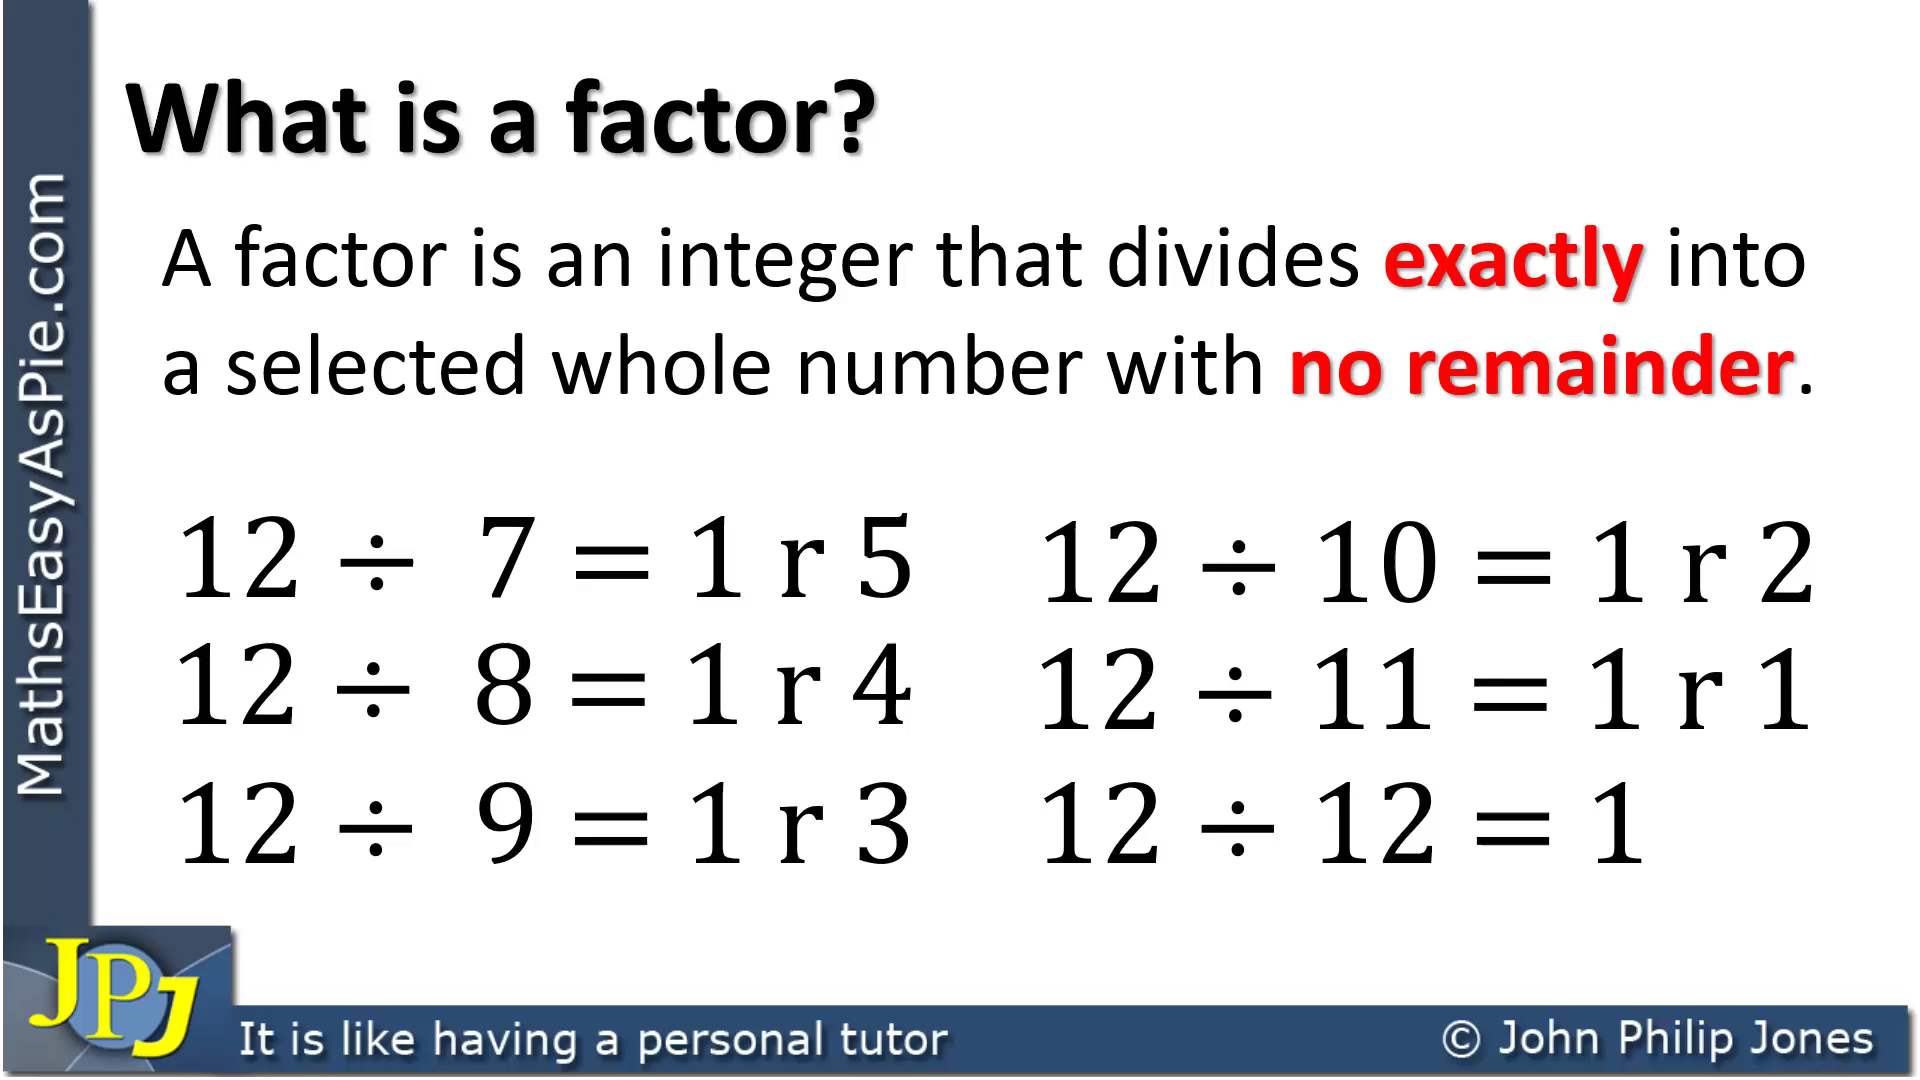 What is a factor?
A factor is an integer that divides exactly into
a selected whole number with no remainder.
12 ÷ 7 = 1 r 5
12 ÷ 8 = 1 r 4
12 ÷ 9 = 1 r 3
12 ÷ 10 = 1 r 2
12 ÷ 11 = 1 r 1
12 ÷ 12 = 1
MathsEasyAsPie.com
JPJ
It is like having a personal tutor
© John Philip Jones